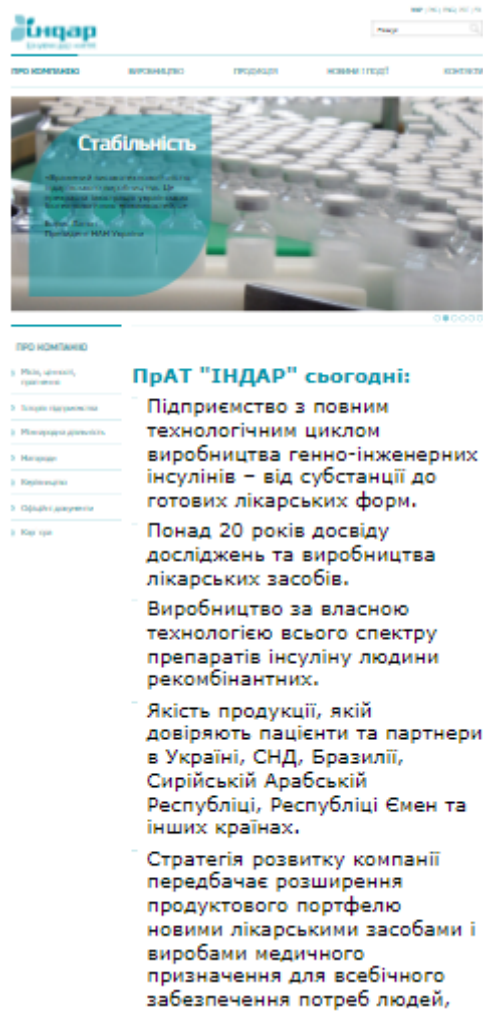 індар
Пошук
ПРО КОМПАНІЮ ВИРОБНИЦТВО ПРОДУКЦІЯ НОВИНИ І ПОДІЇ КОНТАКТИ
Стабільність
Президент НАН України
ПРО КОМПАНІЮ
Місія, цінності,
Історія підприємства
Міжнародна діяльність
Нагороди
Керівництво
Офіційні документи
Кар'єра
ПрАТ "ІНДАР" сьогодні:
Підприємство з повним
технологічним циклом
виробництва генно-інженерних
інсулінів – від субстанції до
готових лікарських форм.
Понад 20 років досвіду
досліджень та виробництва
лікарських засобів.
Виробництво за власною
технологією всього спектру
препаратів інсуліну людини
рекомбінантних.
Якість продукції, якій
довіряють пацієнти та партнери
в Україні, СНД, Бразилії,
Сирійській Арабській
Республіці, Республіці Ємен та
інших країнах.
Стратегія розвитку компанії
передбачає розширення
продуктового портфелю
новими лікарськими засобами і
виробами медичного
призначення для всебічного
забезпечення потреб людей,